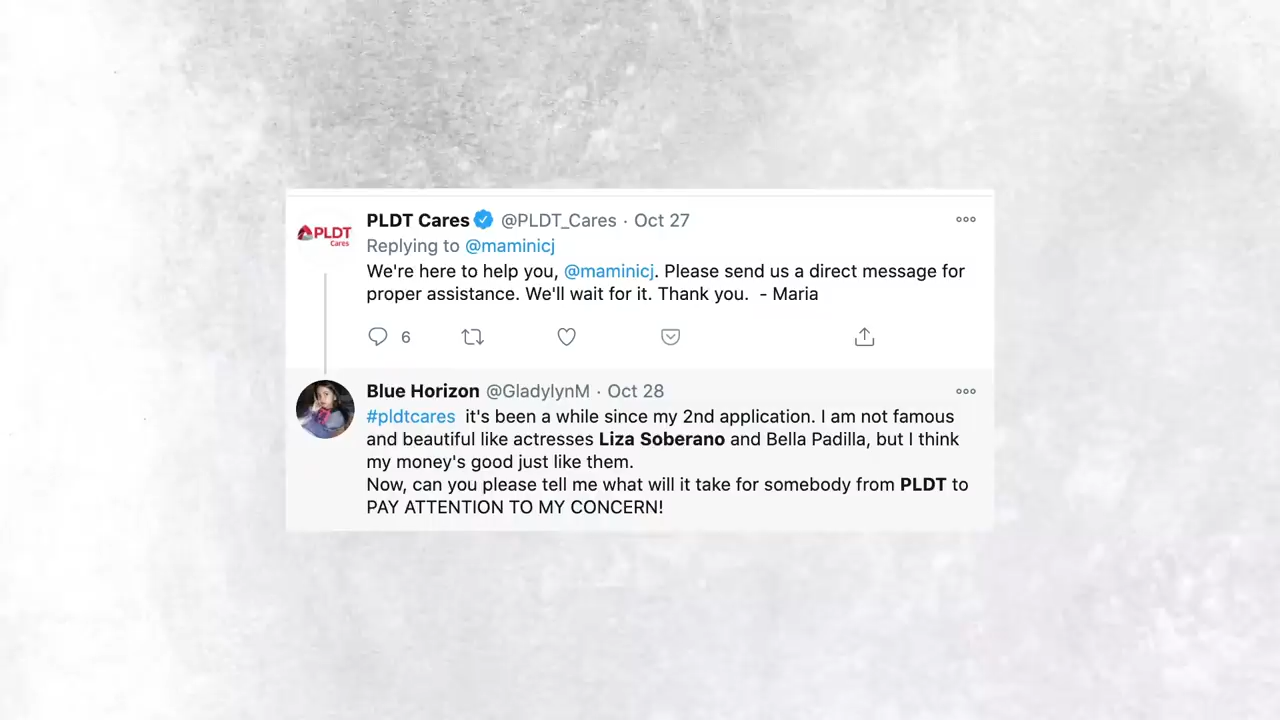 PLDT Cares @PLDT_Cares · Oct 27
PLDT
Cares
Replying to @maminicj
We're here to help you, @maminicj. Please send us a direct message for
proper assistance. We'll wait for it. Thank you.  - Maria
6
Blue Horizon @GladylynM · Oct 28
#pldtcares  it's been a while since my 2nd application. I am not famous
and beautiful like actresses Liza Soberano and Bella Padilla, but I think
my money's good just like them.
Now, can you please tell me what will it take for somebody from PLDT to
PAY ATTENTION TO MY CONCERN!